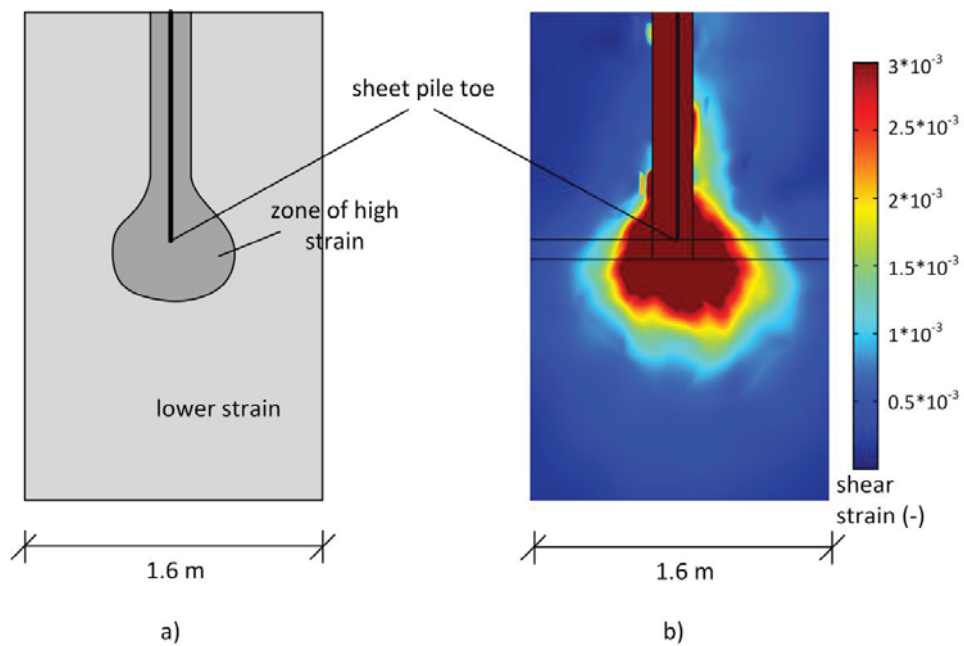 sheet pile toe
zone of high
strain
lower strain
1.6 m
a)
3*10⁻³
2.5*10⁻³
2*10⁻³
1.5*10⁻³
1*10⁻³
0.5*10⁻³
shear
strain (-)
1.6 m
b)